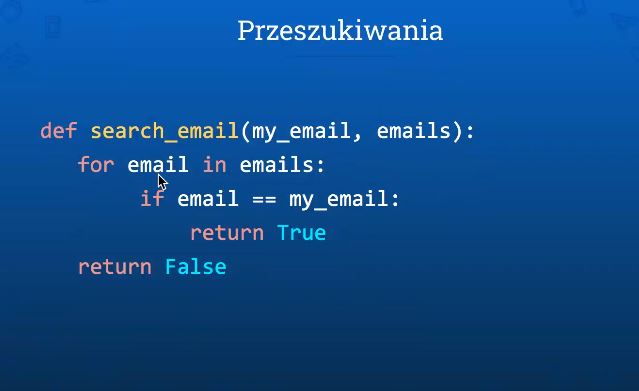 Przeszukiwania
def search_email(my_email, emails):
for email in emails:
if email == my_email:
return True
return False